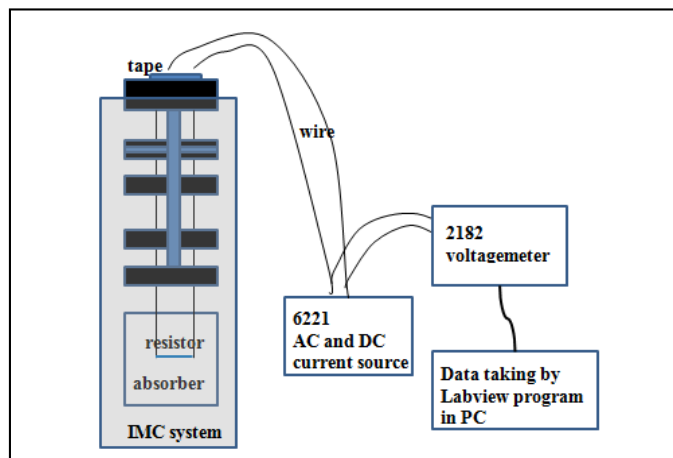 tape
wire
resistor
absorber
IMC system
6221
AC and DC
current source
2182
voltagemeter
Data taking by
Labview program
in PC